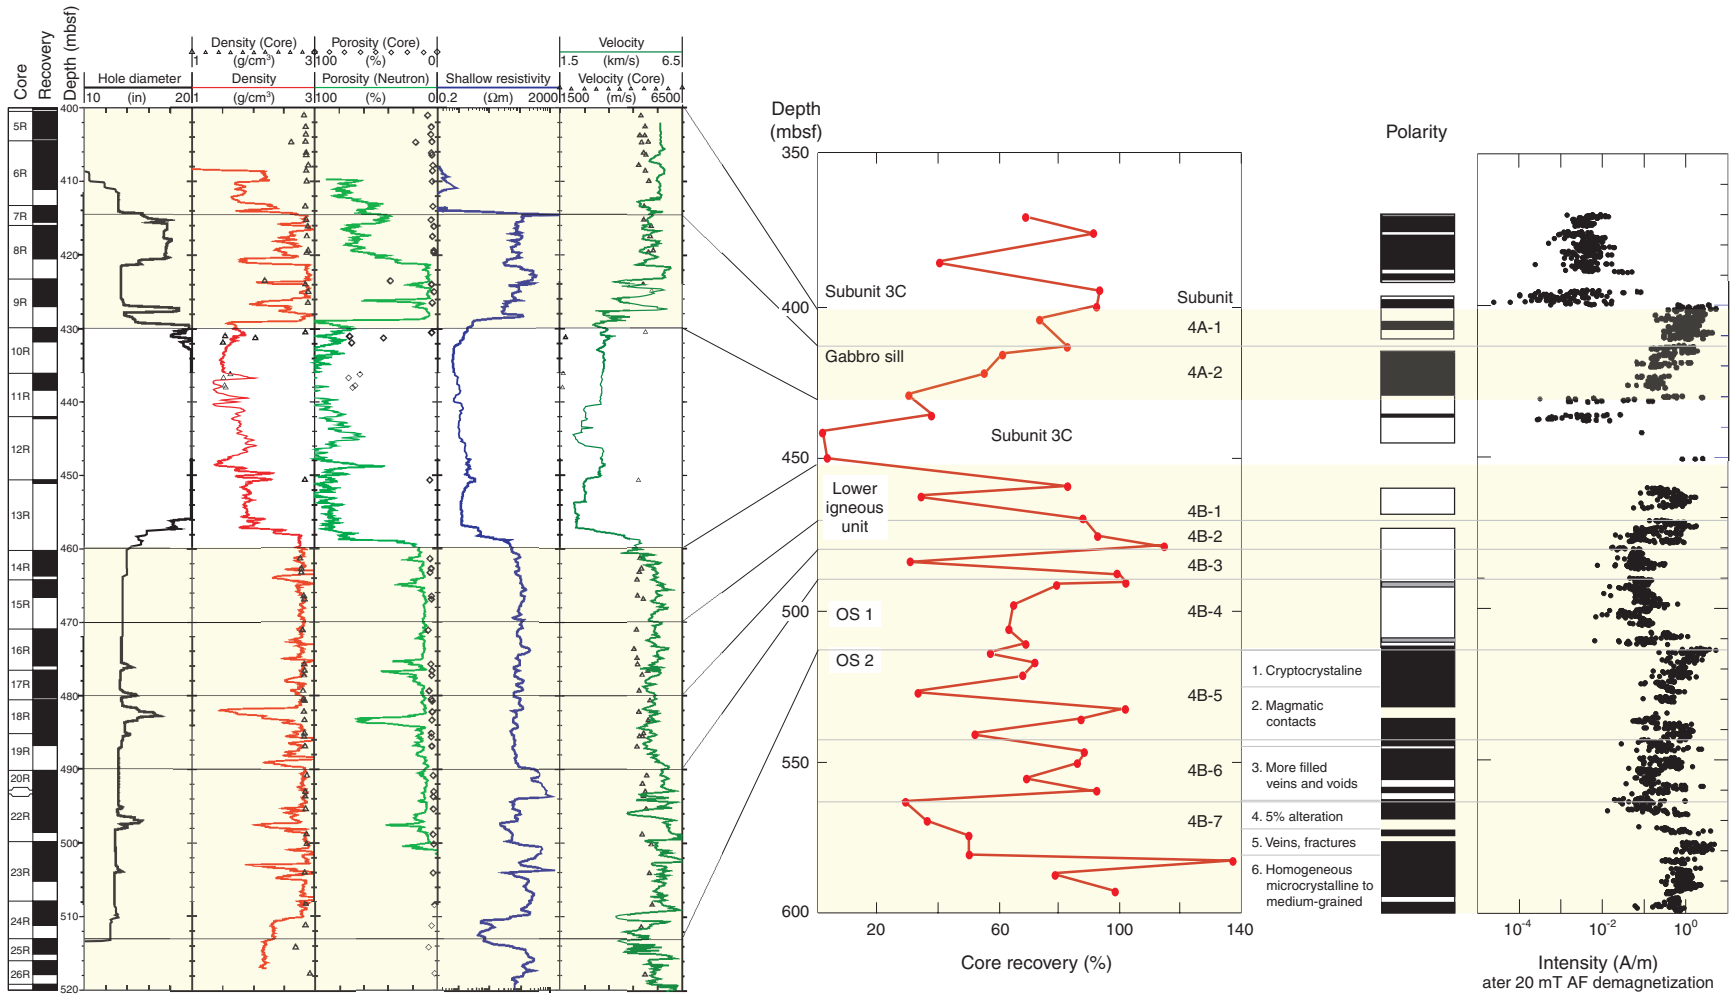 Core
Recovery
Depth (mbsf)
Density (Core)
1 (g/cm³) 3
Porosity (Core)
100 (%) 0
Velocity
1.5 (km/s) 6.5
Hole diameter
10 (in) 20
Density
1 (g/cm³) 3
Porosity (Neutron)
100 (%) 0
Shallow resistivity
0.2 (Ωm) 2000
Velocity (Core)
1500 (m/s) 6500
400
5R
6R
410
7R
8R
420
9R
430
10R
11R
440
12R
450
13R
460
14R
15R
470
16R
17R
480
18R
19R
490
20R
22R
500
23R
510
24R
25R
26R
520
Depth
(mbsf)
350
400
450
500
550
600
Subunit 3C
Gabbro sill
Subunit 3C
Lower
igneous
unit
OS 1
OS 2
Subunit
4A-1
4A-2
4B-1
4B-2
4B-3
4B-4
4B-5
4B-6
4B-7
20 60 100 140
Core recovery (%)
1. Cryptocrystaline
2. Magmatic
contacts
3. More filled
veins and voids
4. 5% alteration
5. Veins, fractures
6. Homogeneous
microcrystalline to
medium-grained
Polarity
10⁻⁴ 10⁻² 10⁰
Intensity (A/m)
ater 20 mT AF demagnetization